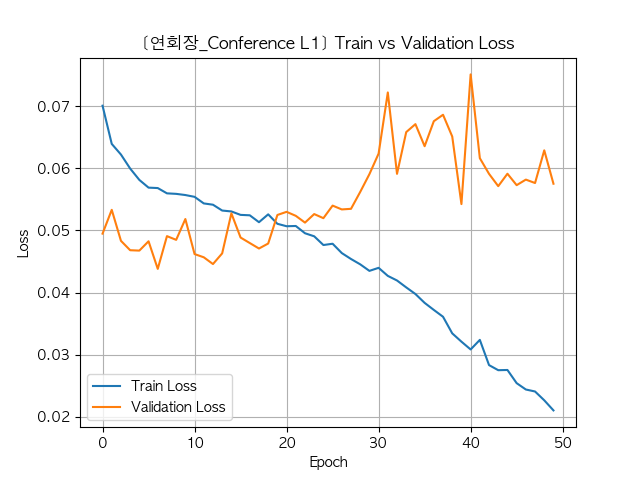 〔연회장_Conference L1〕 Train vs Validation Loss
Loss
0.07
0.06
0.05
0.04
0.03
0.02
Train Loss
Validation Loss
0 10 20 30 40 50
Epoch